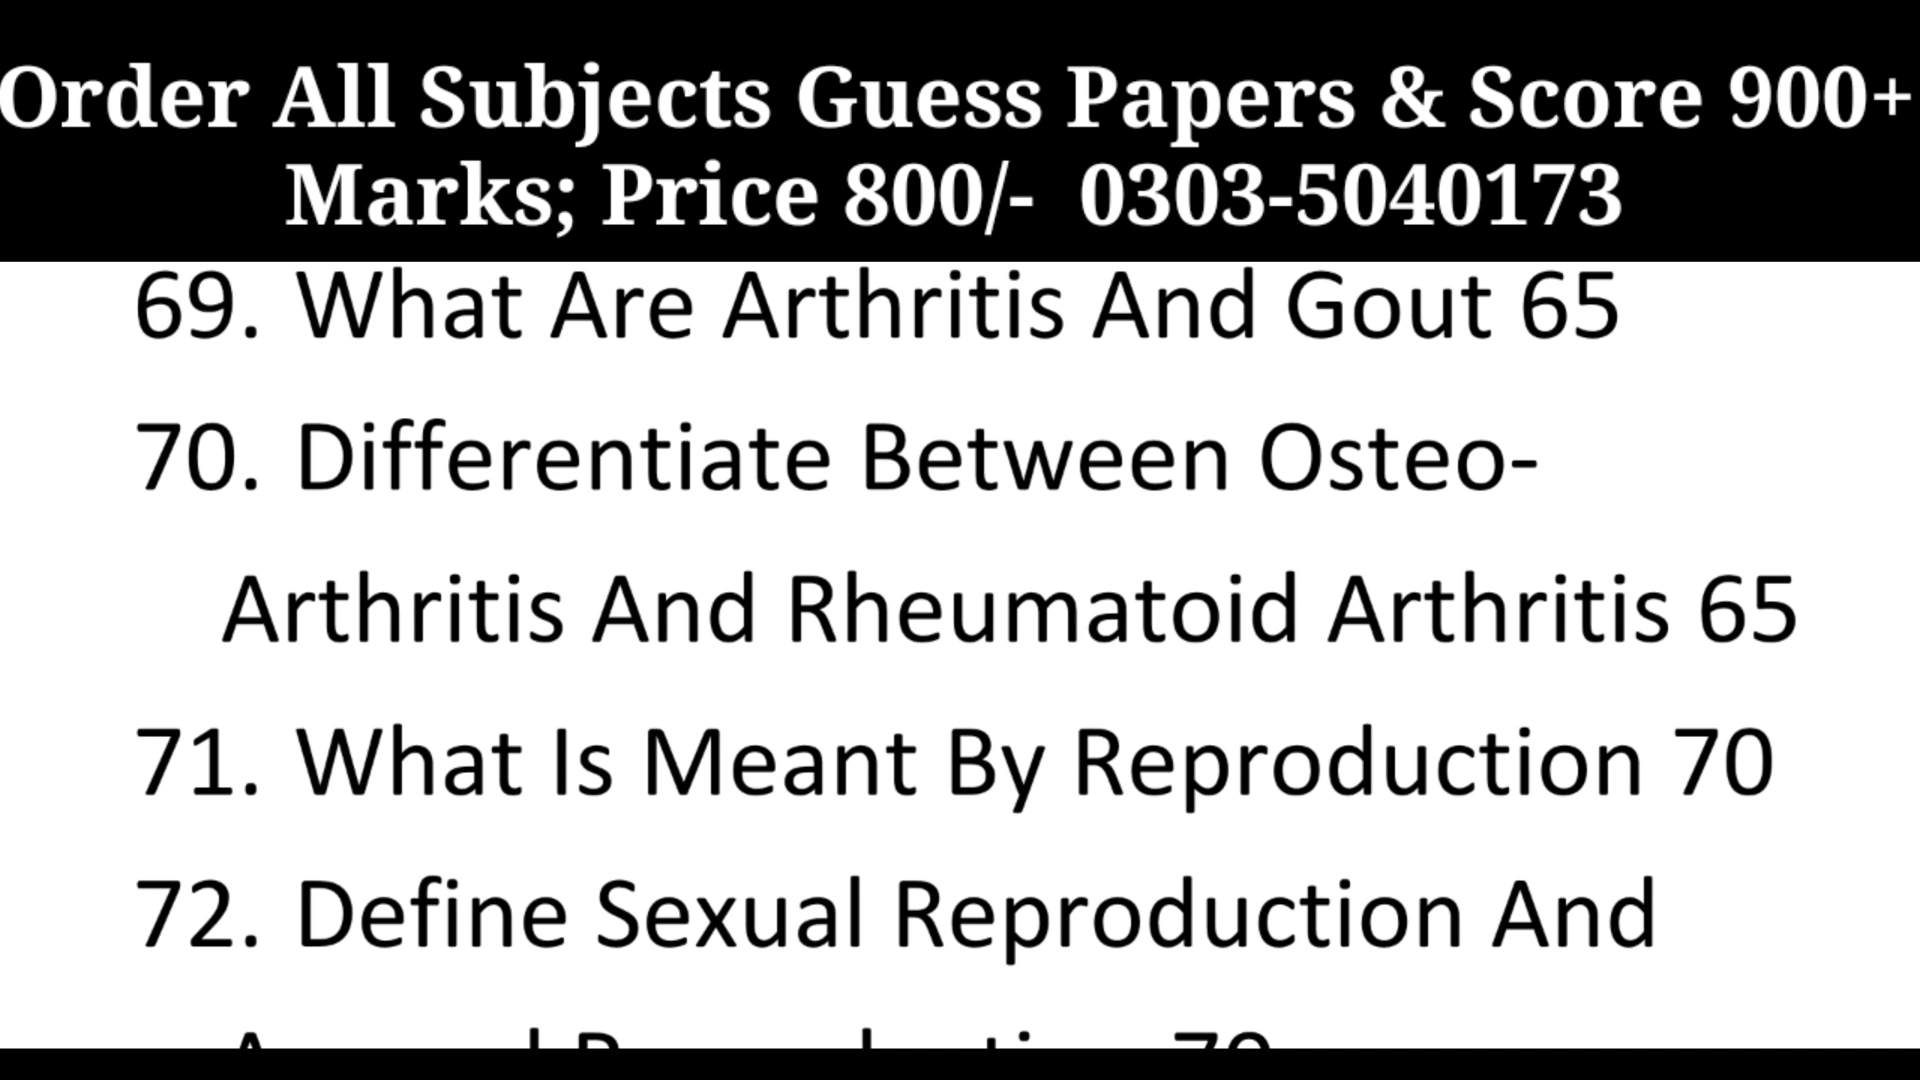 Order All Subjects Guess Papers & Score 900+
Marks; Price 800/- 0303-5040173
69. What Are Arthritis And Gout 65
70. Differentiate Between Osteo-
Arthritis And Rheumatoid Arthritis 65
71. What Is Meant By Reproduction 70
72. Define Sexual Reproduction And